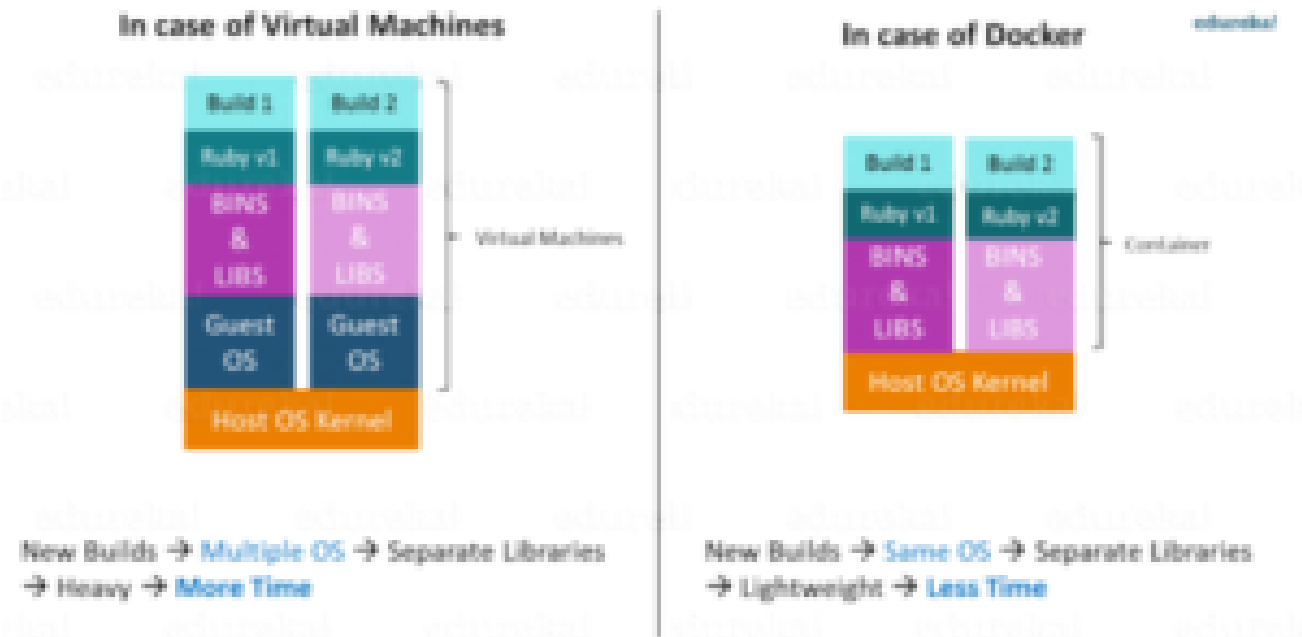 In case of Virtual Machines
Build 1
Build 2
Ruby v1
Ruby v2
BINS
&
LIBS
BINS
&
LIBS
Guest
OS
Guest
OS
Host OS Kernel
Virtual Machines
New Builds → Multiple OS → Separate Libraries
→ Heavy → More Time
In case of Docker
edureka!
Build 1
Build 2
Ruby v1
Ruby v2
BINS
&
LIBS
BINS
&
LIBS
Host OS Kernel
Container
New Builds → Same OS → Separate Libraries
→ Lightweight → Less Time